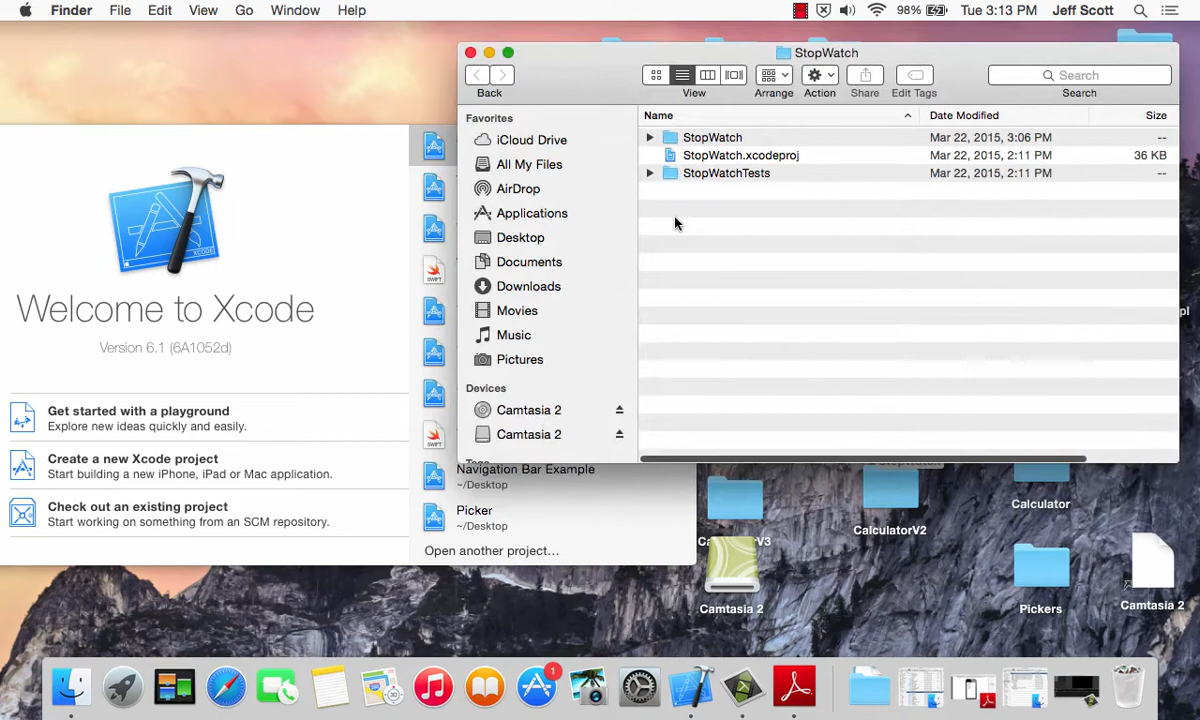 Finder File Edit View Go Window Help 98% Tue 3:13 PM Jeff Scott
StopWatch
Back View Arrange Action Share Edit Tags Search
Search
Favorites
iCloud Drive
All My Files
AirDrop
Applications
Desktop
Documents
Downloads
Movies
Music
Pictures
Devices
Camtasia 2
Camtasia 2
Name Date Modified Size
StopWatch Mar 22, 2015, 3:06 PM --
StopWatch.xcodeproj Mar 22, 2015, 2:11 PM 36 KB
StopWatchTests Mar 22, 2015, 2:11 PM --
XCODE
Welcome to Xcode
Version 6.1 (6A1052d)
Get started with a playground
Explore new ideas quickly and easily.
Create a new Xcode project
Start building a new iPhone, iPad or Mac application.
Check out an existing project
Start working on something from an SCM repository.
SWIFT
SWIFT
Navigation Bar Example
~/Desktop
Picker
~/Desktop
Open another project...
CalculatorV2
Calculator
Camtasia 2
Pickers
Camtasia 2
pl
1